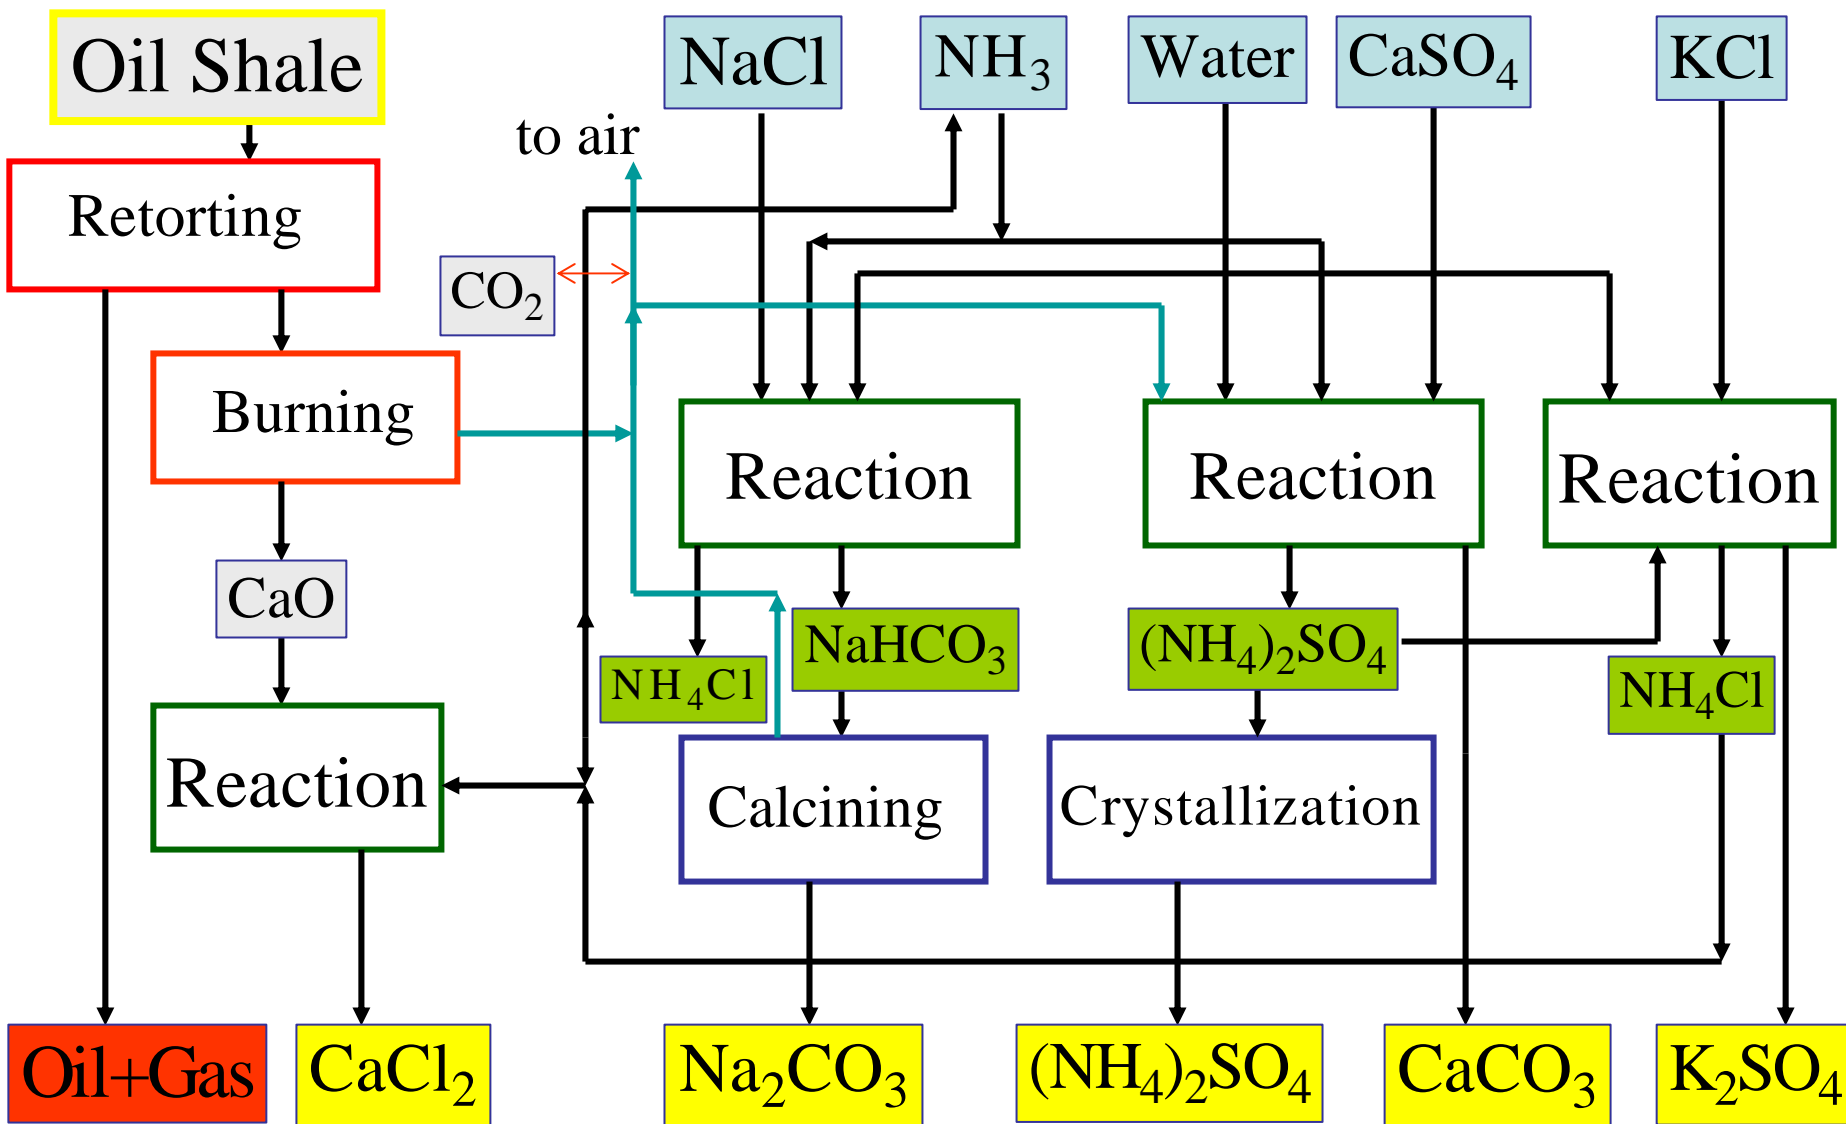 Oil Shale
NaCl
NH₃
Water
CaSO₄
KCl
to air
Retorting
CO₂
Burning
Reaction
Reaction
Reaction
CaO
NH₄Cl
NaHCO₃
(NH₄)₂SO₄
NH₄Cl
Reaction
Calcining
Crystallization
Oil+Gas
CaCl₂
Na₂CO₃
(NH₄)₂SO₄
CaCO₃
K₂SO₄